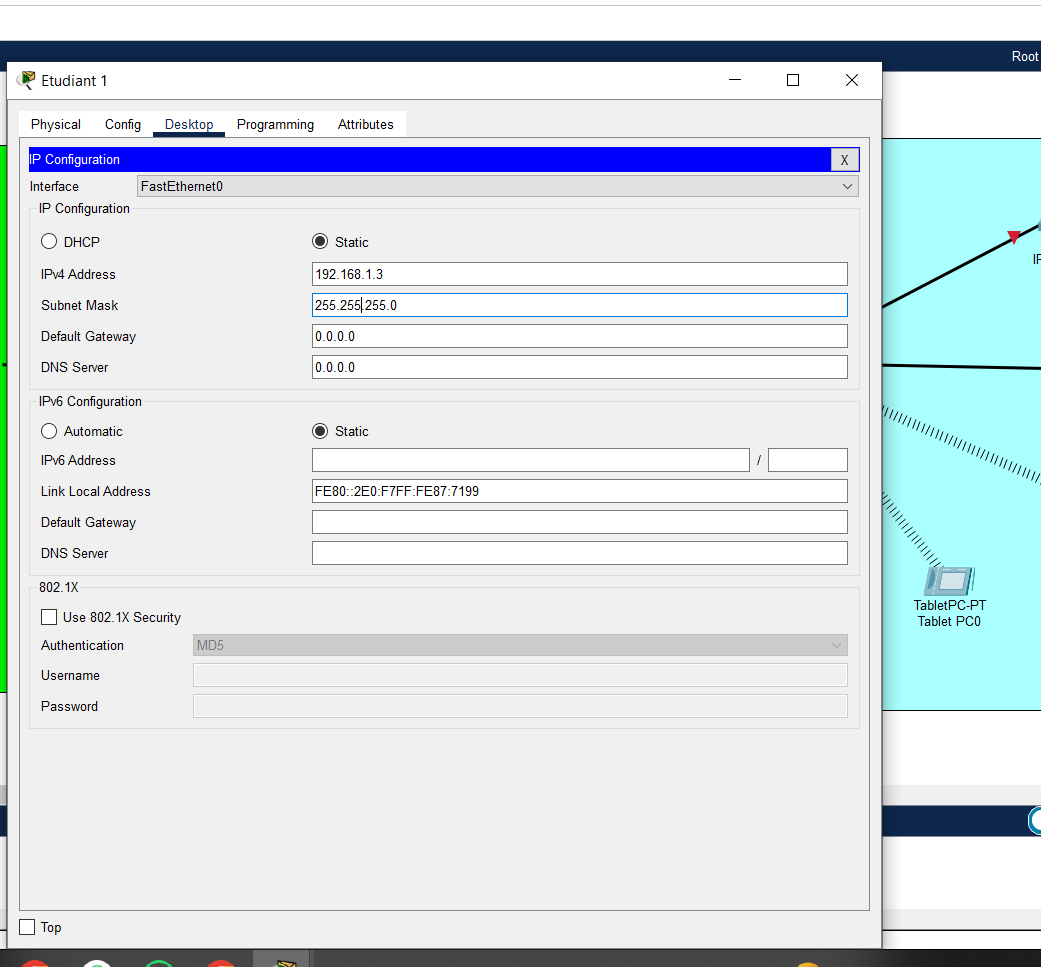 Root
Etudiant 1
Physical Config Desktop Programming Attributes
IP Configuration X
Interface FastEthernet0
IP Configuration
DHCP Static
IPv4 Address 192.168.1.3
Subnet Mask 255.255.255.0
Default Gateway 0.0.0.0
DNS Server 0.0.0.0
IPv6 Configuration
Automatic Static
IPv6 Address /
Link Local Address FE80::2E0:F7FF:FE87:7199
Default Gateway
DNS Server
802.1X
Use 802.1X Security
Authentication MD5
Username
Password
Top
TabletPC-PT
Tablet PC0